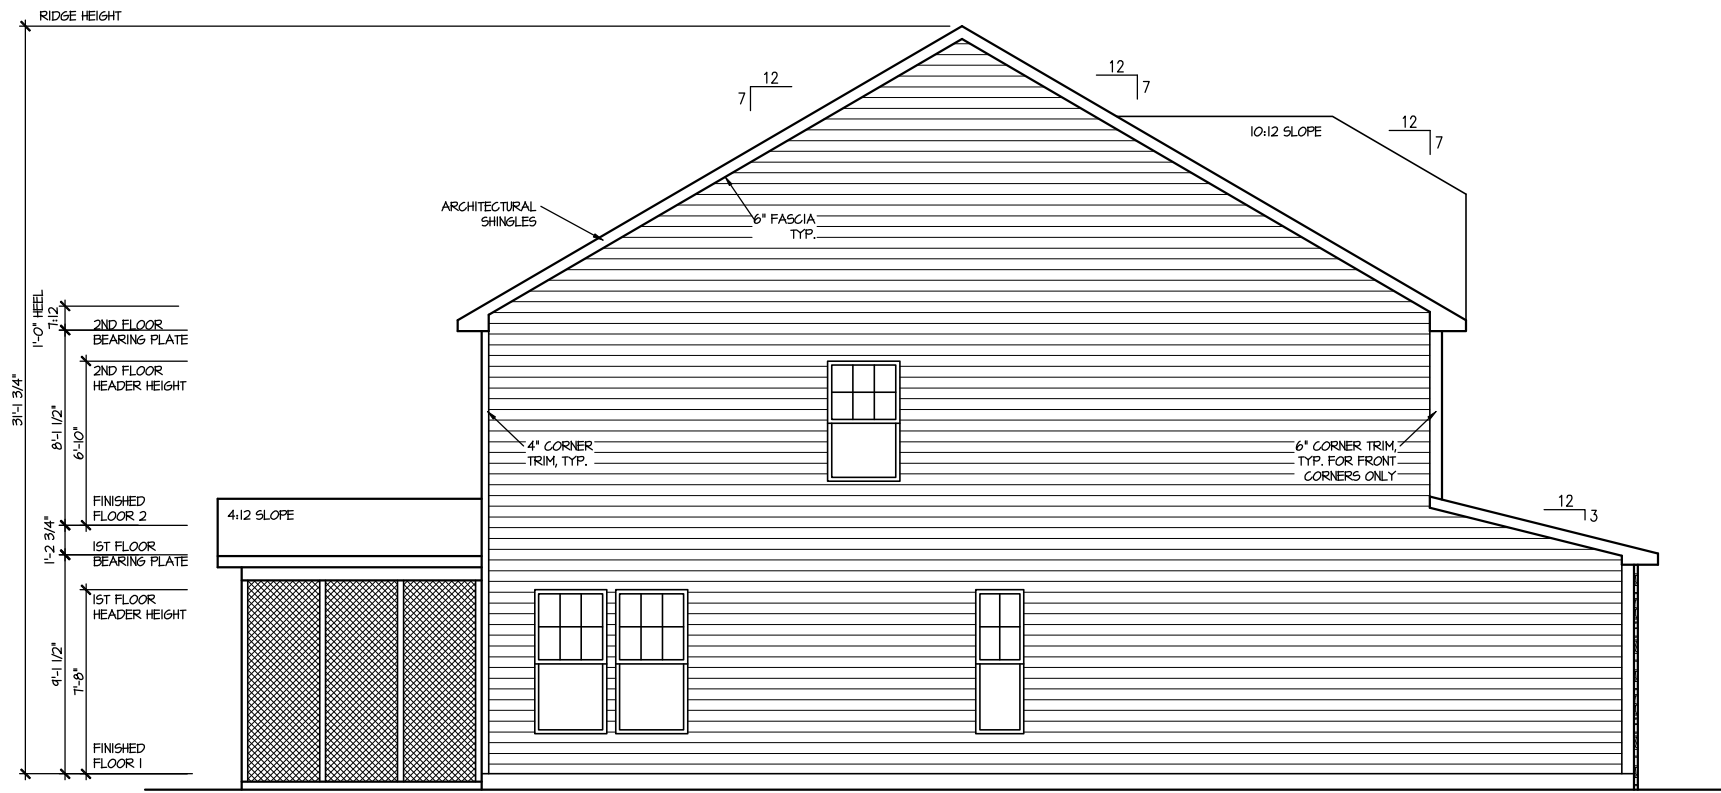 RIDGE HEIGHT
12
7
12
7
12
7
10:12 SLOPE
ARCHITECTURAL
SHINGLES
6" FASCIA
TYP.
1'-0" HEEL
7:12
2ND FLOOR
BEARING PLATE
2ND FLOOR
HEADER HEIGHT
31'-1 3/4"
8'-1 1/2"
6'-10"
4" CORNER
TRIM, TYP.
6" CORNER TRIM,
TYP. FOR FRONT
CORNERS ONLY
FINISHED
FLOOR 2
4:12 SLOPE
12
3
1'-2 3/4"
1ST FLOOR
BEARING PLATE
1ST FLOOR
HEADER HEIGHT
9'-1 1/2"
7'-8"
FINISHED
FLOOR 1